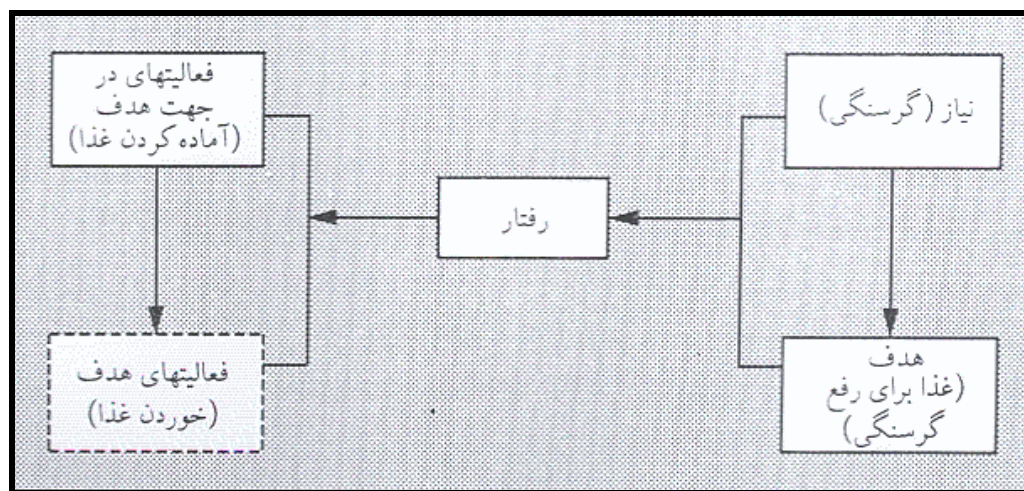 نیاز (گرسنگی)
هدف
(غذا برای رفع
گرسنگی)
رفتار
فعالیتهای در
جهت هدف
(آماده کردن غذا)
فعالیتهای هدف
(خوردن غذا)